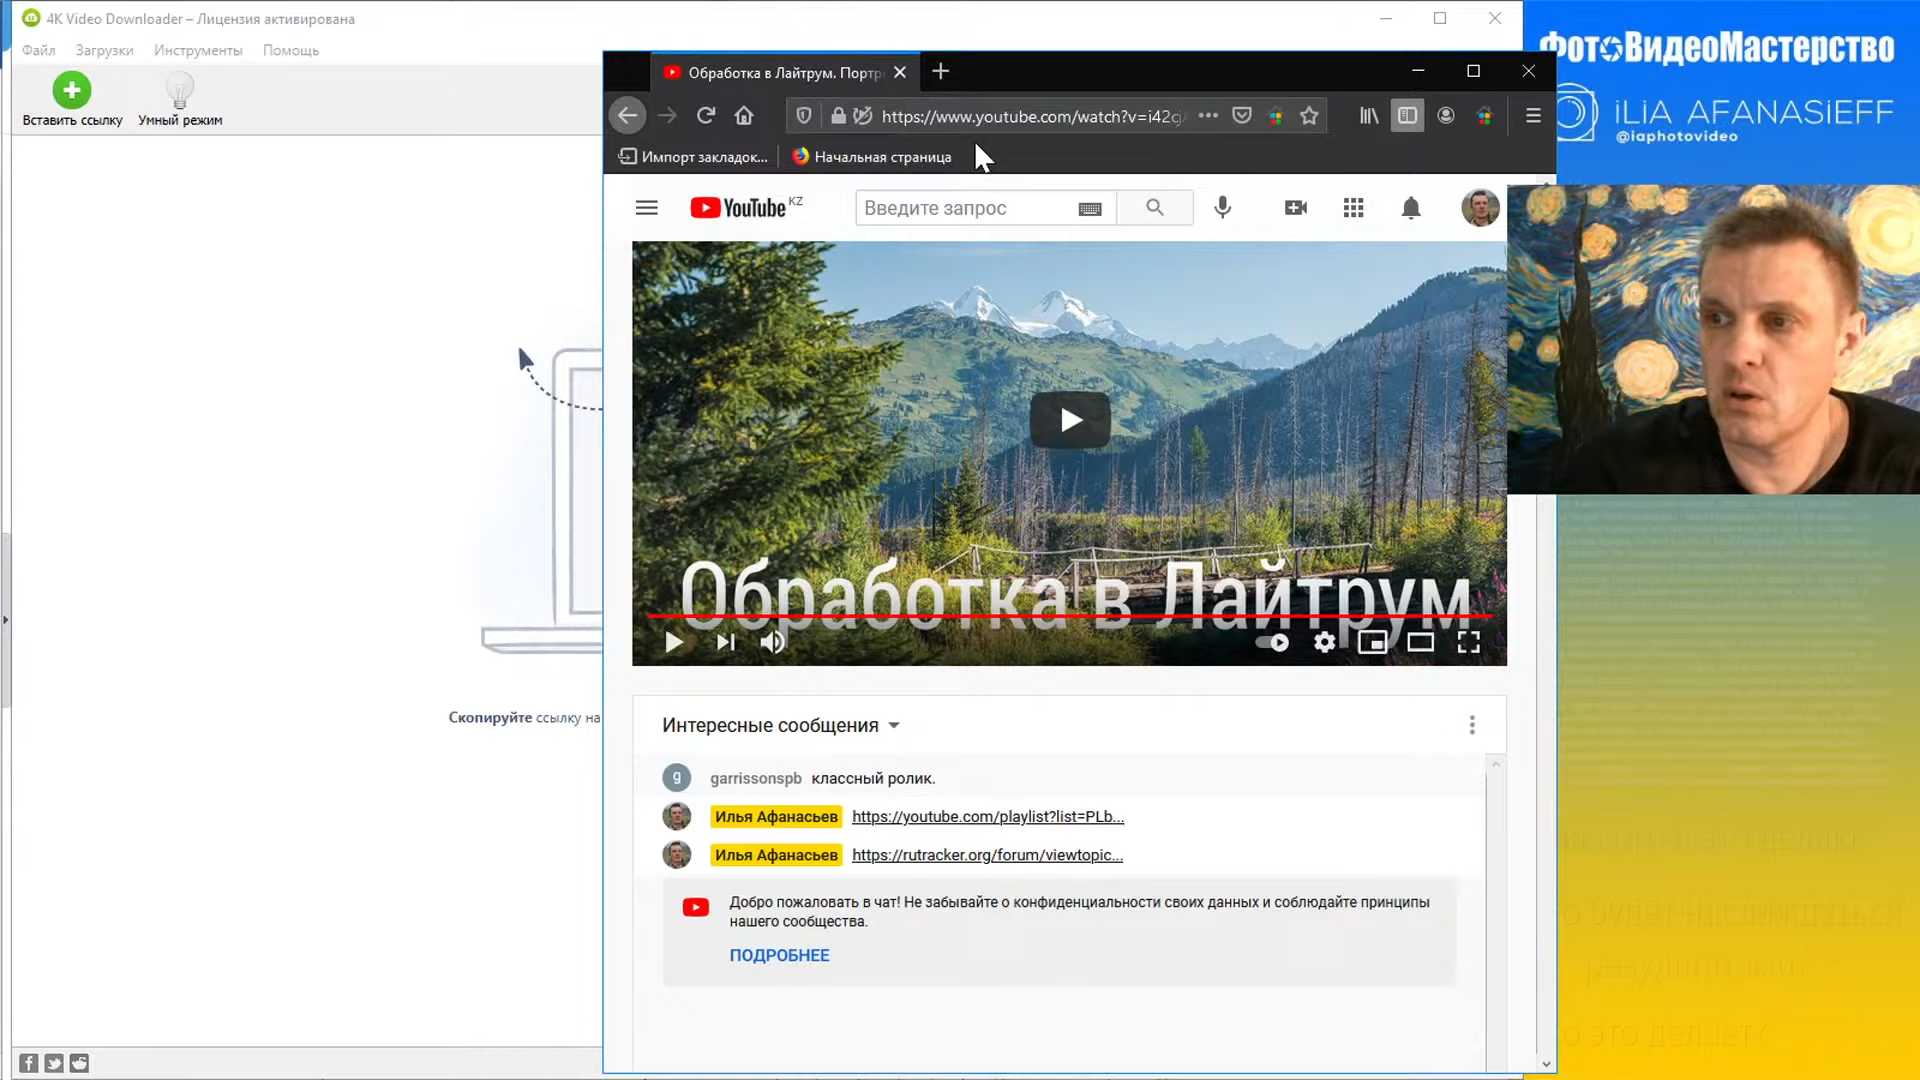 4K Video Downloader – Лицензия активирована
Файл Загрузки Инструменты Помощь
Вставить ссылку Умный режим
Скопируйте ссылку на
Обработка в Лайтрум. Портр
https://www.youtube.com/watch?v=i42cj
Импорт закладок... Начальная страница
YouTube KZ
Введите запрос
Обработка в Лайтрум
Интересные сообщения
g garrissonspb классный ролик.
Илья Афанасьев https://youtube.com/playlist?list=PLb...
Илья Афанасьев https://rutracker.org/forum/viewtopic...
Добро пожаловать в чат! Не забывайте о конфиденциальности своих данных и соблюдайте принципы
нашего сообщества.
ПОДРОБНЕЕ
ФотоВидеоМастерство
iLiA AFANASiEFF
@iaphotovideo